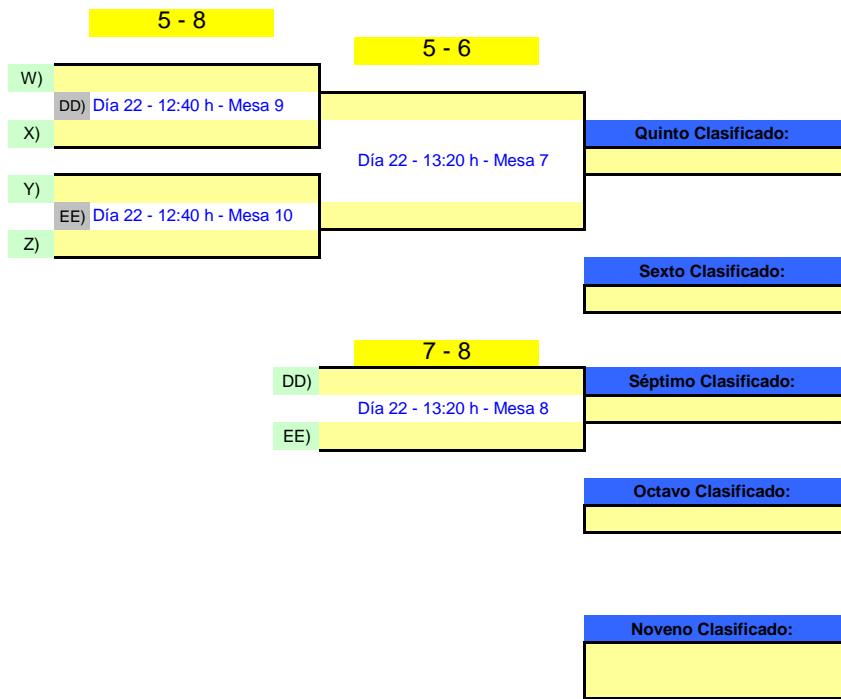 5 - 8
5 - 6
W)
DD) Día 22 - 12:40 h - Mesa 9
X)
Quinto Clasificado:
Día 22 - 13:20 h - Mesa 7
Y)
EE) Día 22 - 12:40 h - Mesa 10
Z)
Sexto Clasificado:
7 - 8
DD)
Séptimo Clasificado:
Día 22 - 13:20 h - Mesa 8
EE)
Octavo Clasificado:
Noveno Clasificado: